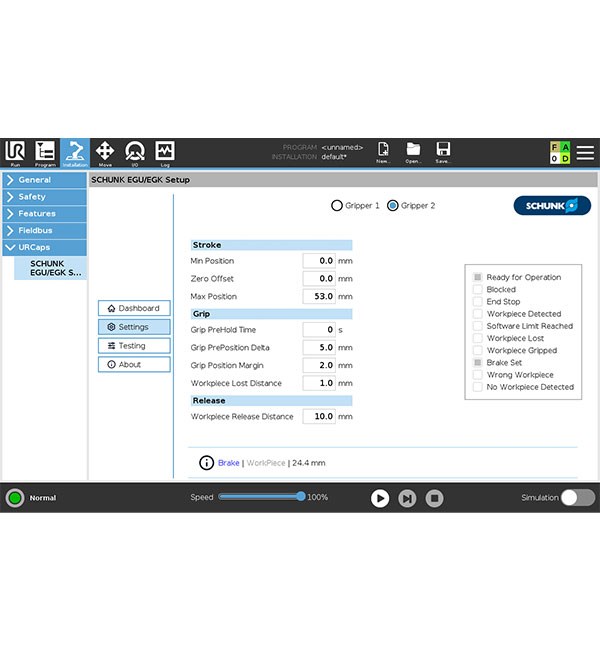 PROGRAM <unnamed>
INSTALLATION default*
Run Program Installation Move I/O Log New... Open... Save...
F A
0 D
General
Safety
Features
Fieldbus
URCaps
SCHUNK
EGU/EGK S...
SCHUNK EGU/EGK Setup
Gripper 1 Gripper 2
SCHUNK
Dashboard
Settings
Testing
About
Stroke
Min Position 0.0 mm
Zero Offset 0.0 mm
Max Position 53.0 mm
Grip
Grip PreHold Time 0 s
Grip PrePosition Delta 5.0 mm
Grip Position Margin 2.0 mm
Workpiece Lost Distance 1.0 mm
Release
Workpiece Release Distance 10.0 mm
Ready for Operation
Blocked
End Stop
Workpiece Detected
Software Limit Reached
Workpiece Lost
Workpiece Gripped
Brake Set
Wrong Workpiece
No Workpiece Detected
Brake | WorkPiece | 24.4 mm
Normal
Speed 100%
Simulation